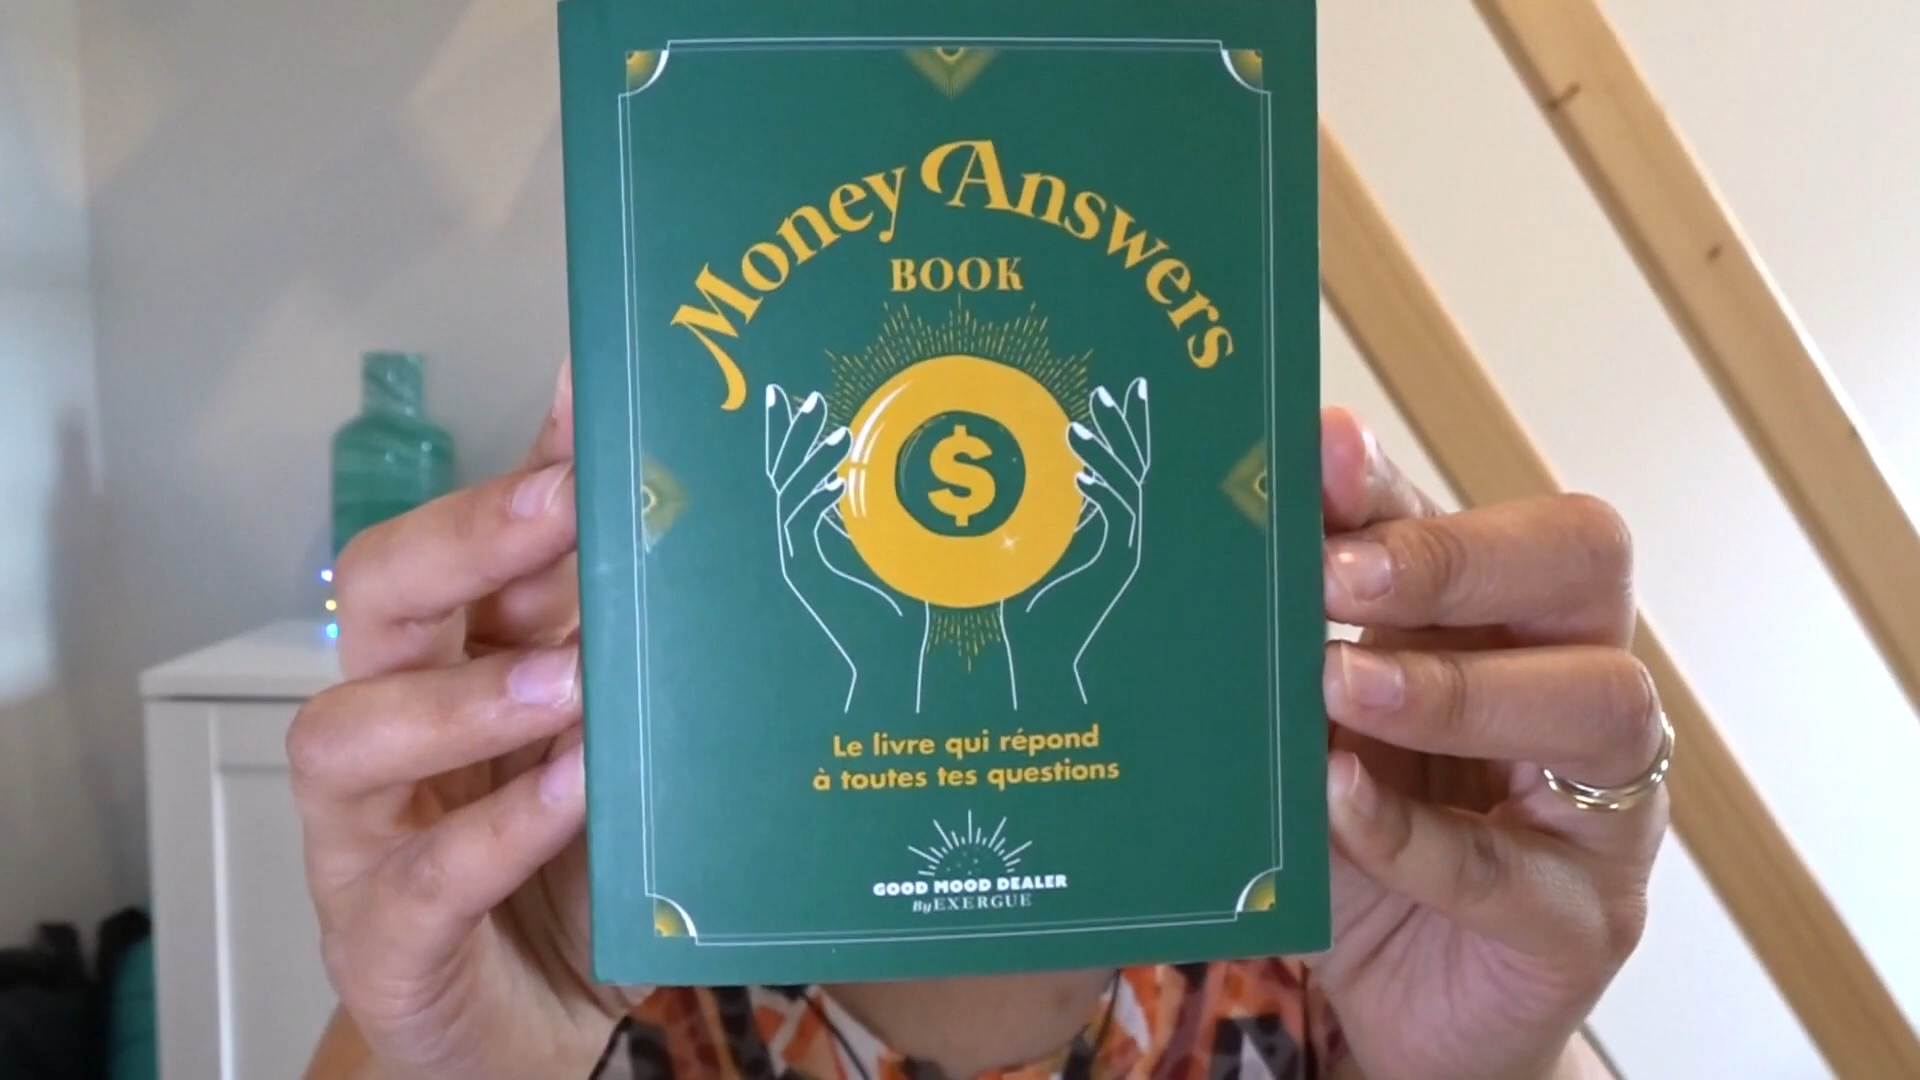 Money Answers
BOOK
$
Le livre qui répond
à toutes tes questions
GOOD MOOD DEALER
By EXERGUE